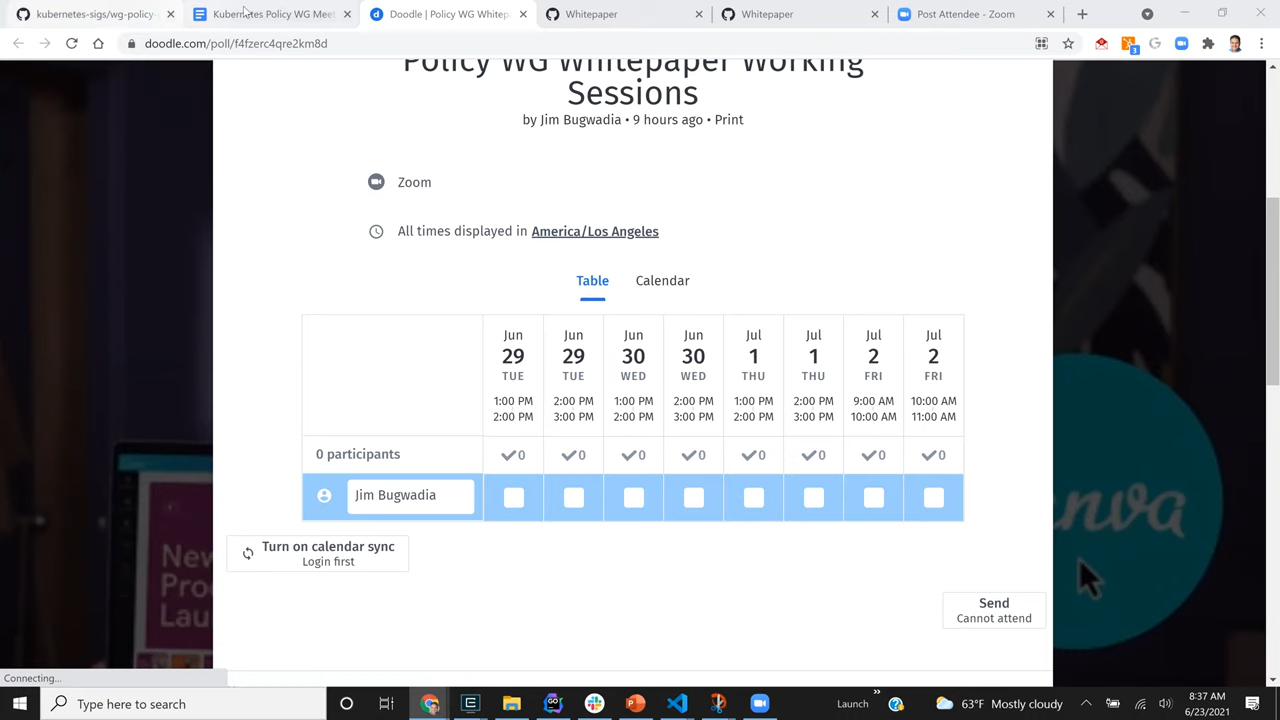 kubernetes-sigs/wg-policy-
Kubernetes Policy WG Meet
Doodle | Policy WG Whitep
Whitepaper
Whitepaper
Post Attendee - Zoom
doodle.com/poll/f4fzerc4qre2km8d
3
Policy WG Whitepaper Working
Sessions
by Jim Bugwadia • 9 hours ago • Print
Zoom
All times displayed in America/Los Angeles
Table Calendar
Jun Jun Jun Jun Jul Jul Jul Jul
29 29 30 30 1 1 2 2
TUE TUE WED WED THU THU FRI FRI
1:00 PM 2:00 PM 1:00 PM 2:00 PM 1:00 PM 2:00 PM 9:00 AM 10:00 AM
2:00 PM 3:00 PM 2:00 PM 3:00 PM 2:00 PM 3:00 PM 10:00 AM 11:00 AM
0 participants 0 0 0 0 0 0 0 0
Jim Bugwadia
Turn on calendar sync
Login first
Send
Cannot attend
New
Pro
Lau
nva
Connecting...
Type here to search
Launch
63°F Mostly cloudy
8:37 AM
6/23/2021